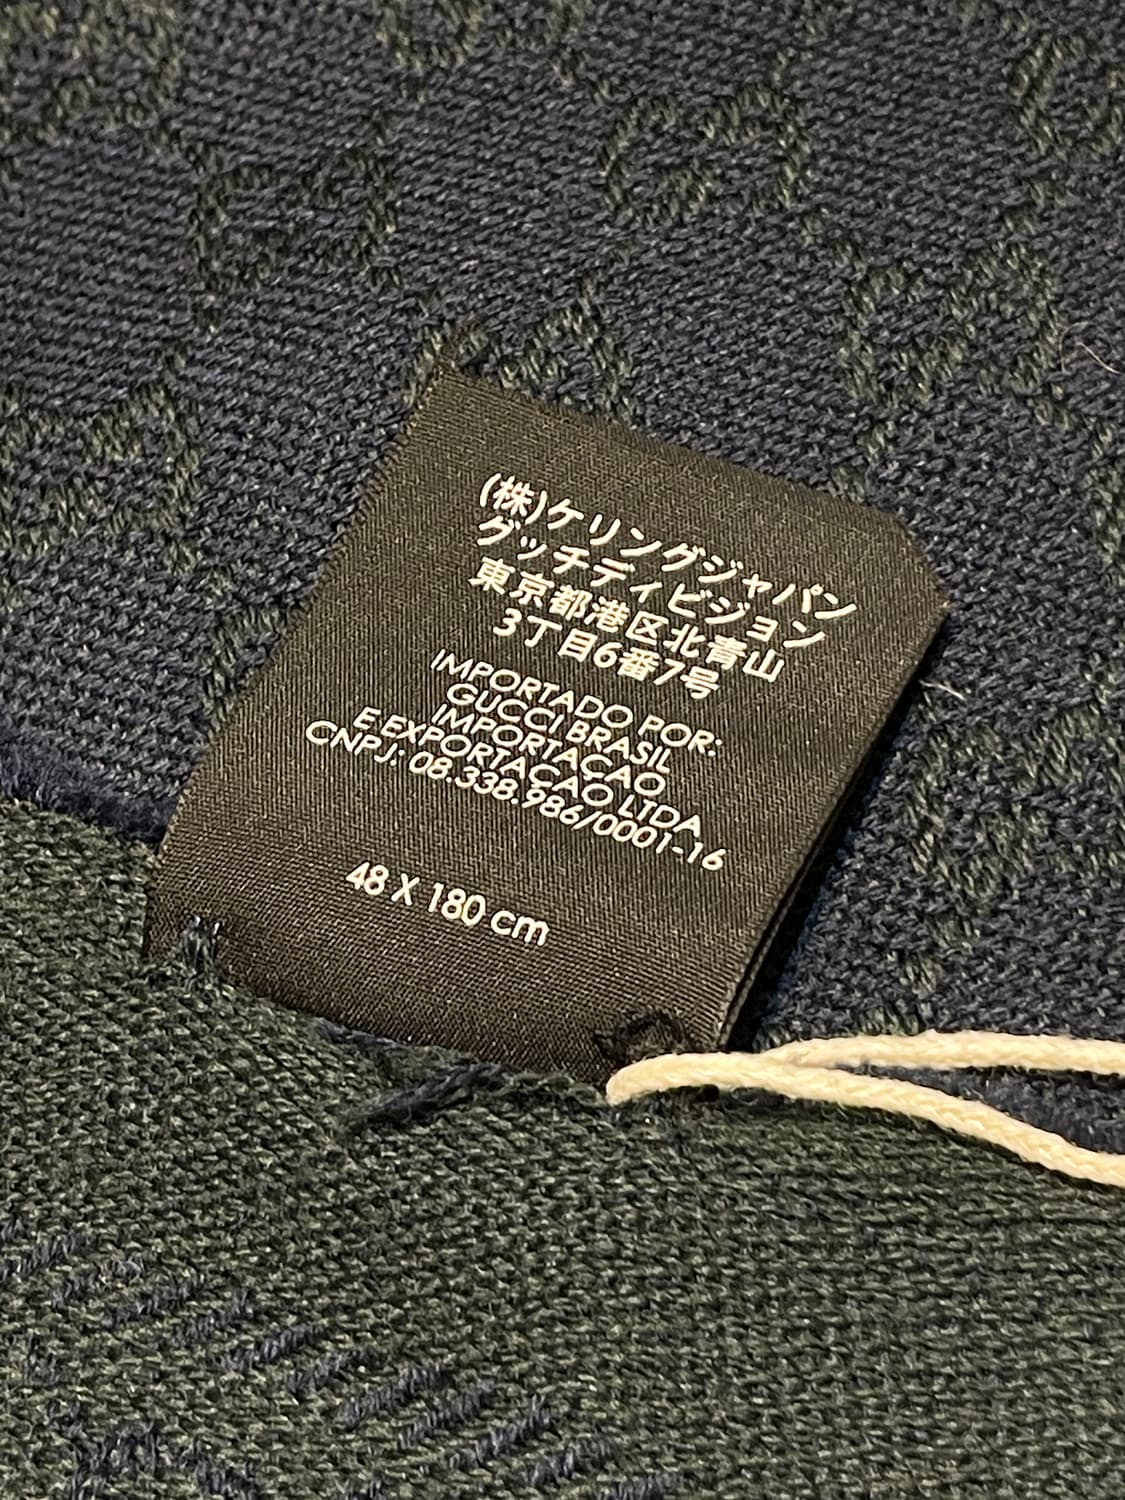 (株)ケリングジャパン
グッチディビジョン
東京都港区北青山
3丁目6番7号
IMPORTADO POR:
GUCCI BRASIL
IMPORTAÇAO
E EXPORTAÇAO LTDA
CNPJ: 08.338.986/0001-16
48 X 180 cm